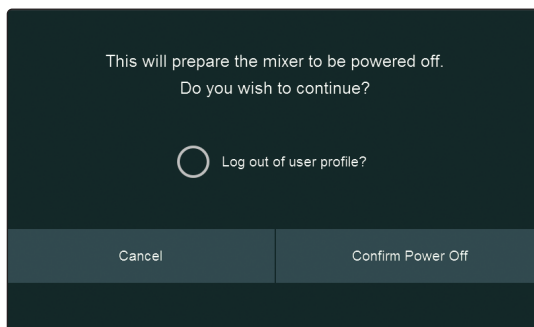 This will prepare the mixer to be powered off.
Do you wish to continue?
Log out of user profile?
Cancel
Confirm Power Off